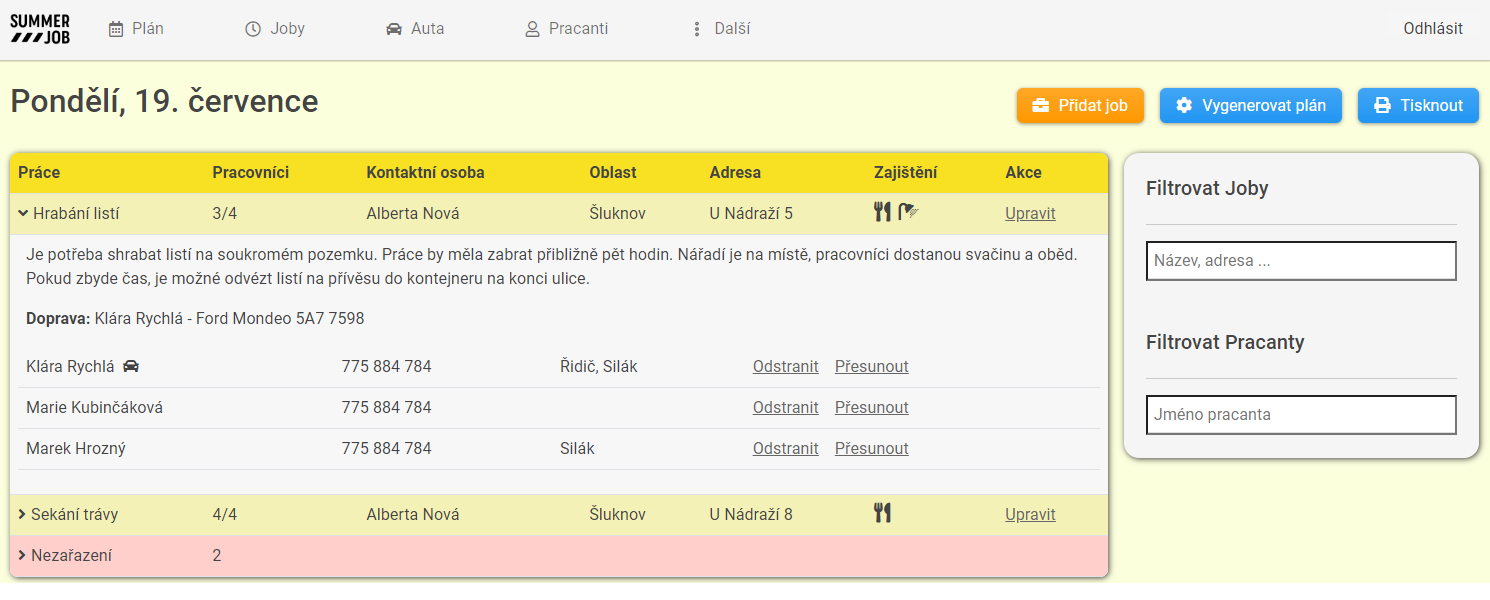 SUMMER
JOB
Plán Joby Auta Pracanti Další Odhlásit
Pondělí, 19. července
Přidat job Vygenerovat plán Tisknout
Práce Pracovníci Kontaktní osoba Oblast Adresa Zajištění Akce
Hrabání listí 3/4 Alberta Nová Šluknov U Nádraží 5 Upravit
Je potřeba shrabat listí na soukromém pozemku. Práce by měla zabrat přibližně pět hodin. Nářadí je na místě, pracovníci dostanou svačinu a oběd.
Pokud zbyde čas, je možné odvézt listí na přívěsu do kontejneru na konci ulice.
Doprava: Klára Rychlá - Ford Mondeo 5A7 7598
Klára Rychlá 775 884 784 Řidič, Silák Odstranit Přesunout
Marie Kubinčáková 775 884 784 Odstranit Přesunout
Marek Hrozný 775 884 784 Silák Odstranit Přesunout
Sekání trávy 4/4 Alberta Nová Šluknov U Nádraží 8 Upravit
Nezařazení 2
Filtrovat Joby
Název, adresa ...
Filtrovat Pracanty
Jméno pracanta